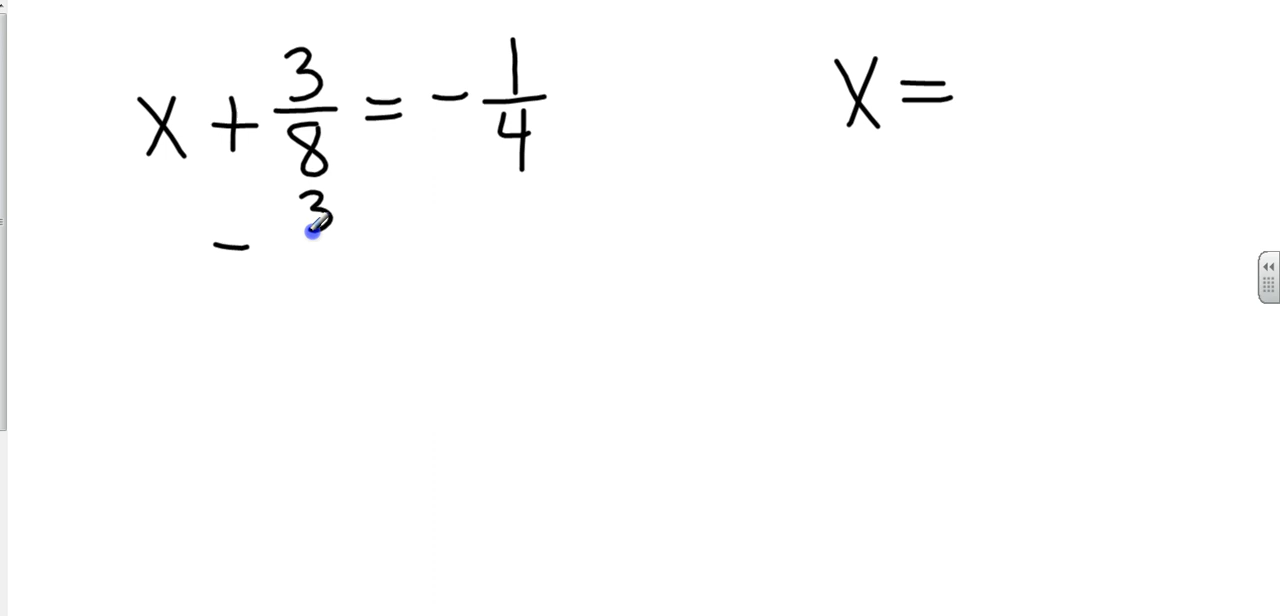 x + 3/8 = - 1/4
x =
- 3